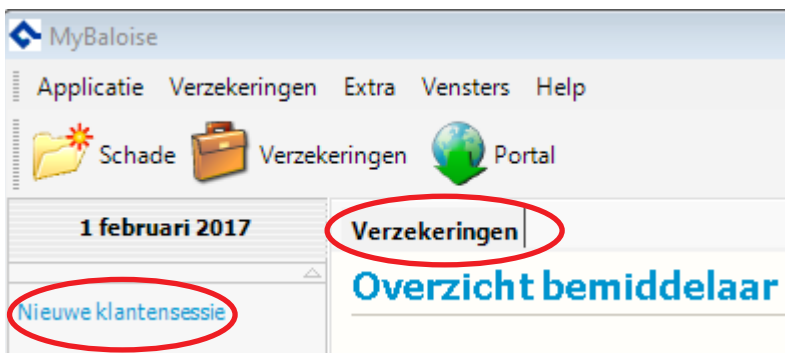 MyBaloise
Applicatie Verzekeringen Extra Vensters Help
Schade Verzekeringen Portal
1 februari 2017
Verzekeringen
Overzicht bemiddelaar
Nieuwe klantensessie